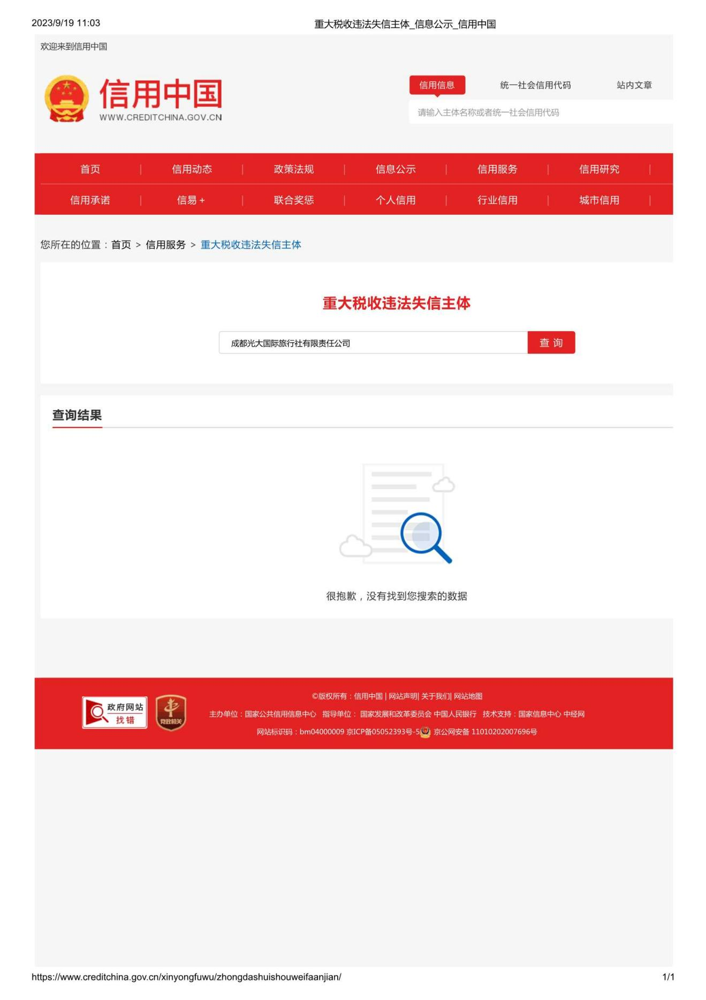 2023/9/19 11:03 重大税收违法失信主体_信息公示_信用中国
欢迎来到信用中国
信用中国
WWW.CREDITCHINA.GOV.CN
信用信息 统一社会信用代码 站内文章
请输入主体名称或者统一社会信用代码
首页 | 信用动态 | 政策法规 | 信息公示 | 信用服务 | 信用研究 |
信用承诺 | 信易+ | 联合奖惩 | 个人信用 | 行业信用 | 城市信用 |
您所在的位置：首页 > 信用服务 > 重大税收违法失信主体
重大税收违法失信主体
成都光大国际旅行社有限责任公司 查询
查询结果
很抱歉，没有找到您搜索的数据
政府网站
找错
党政机关
©版权所有：信用中国 | 网站声明| 关于我们| 网站地图
主办单位：国家公共信用信息中心 指导单位： 国家发展和改革委员会 中国人民银行 技术支持：国家信息中心 中经网
网站标识码：bm04000009 京ICP备05052393号-5 京公网安备 11010202007696号
https://www.creditchina.gov.cn/xinyongfuwu/zhongdashuishouweifaanjian/ 1/1